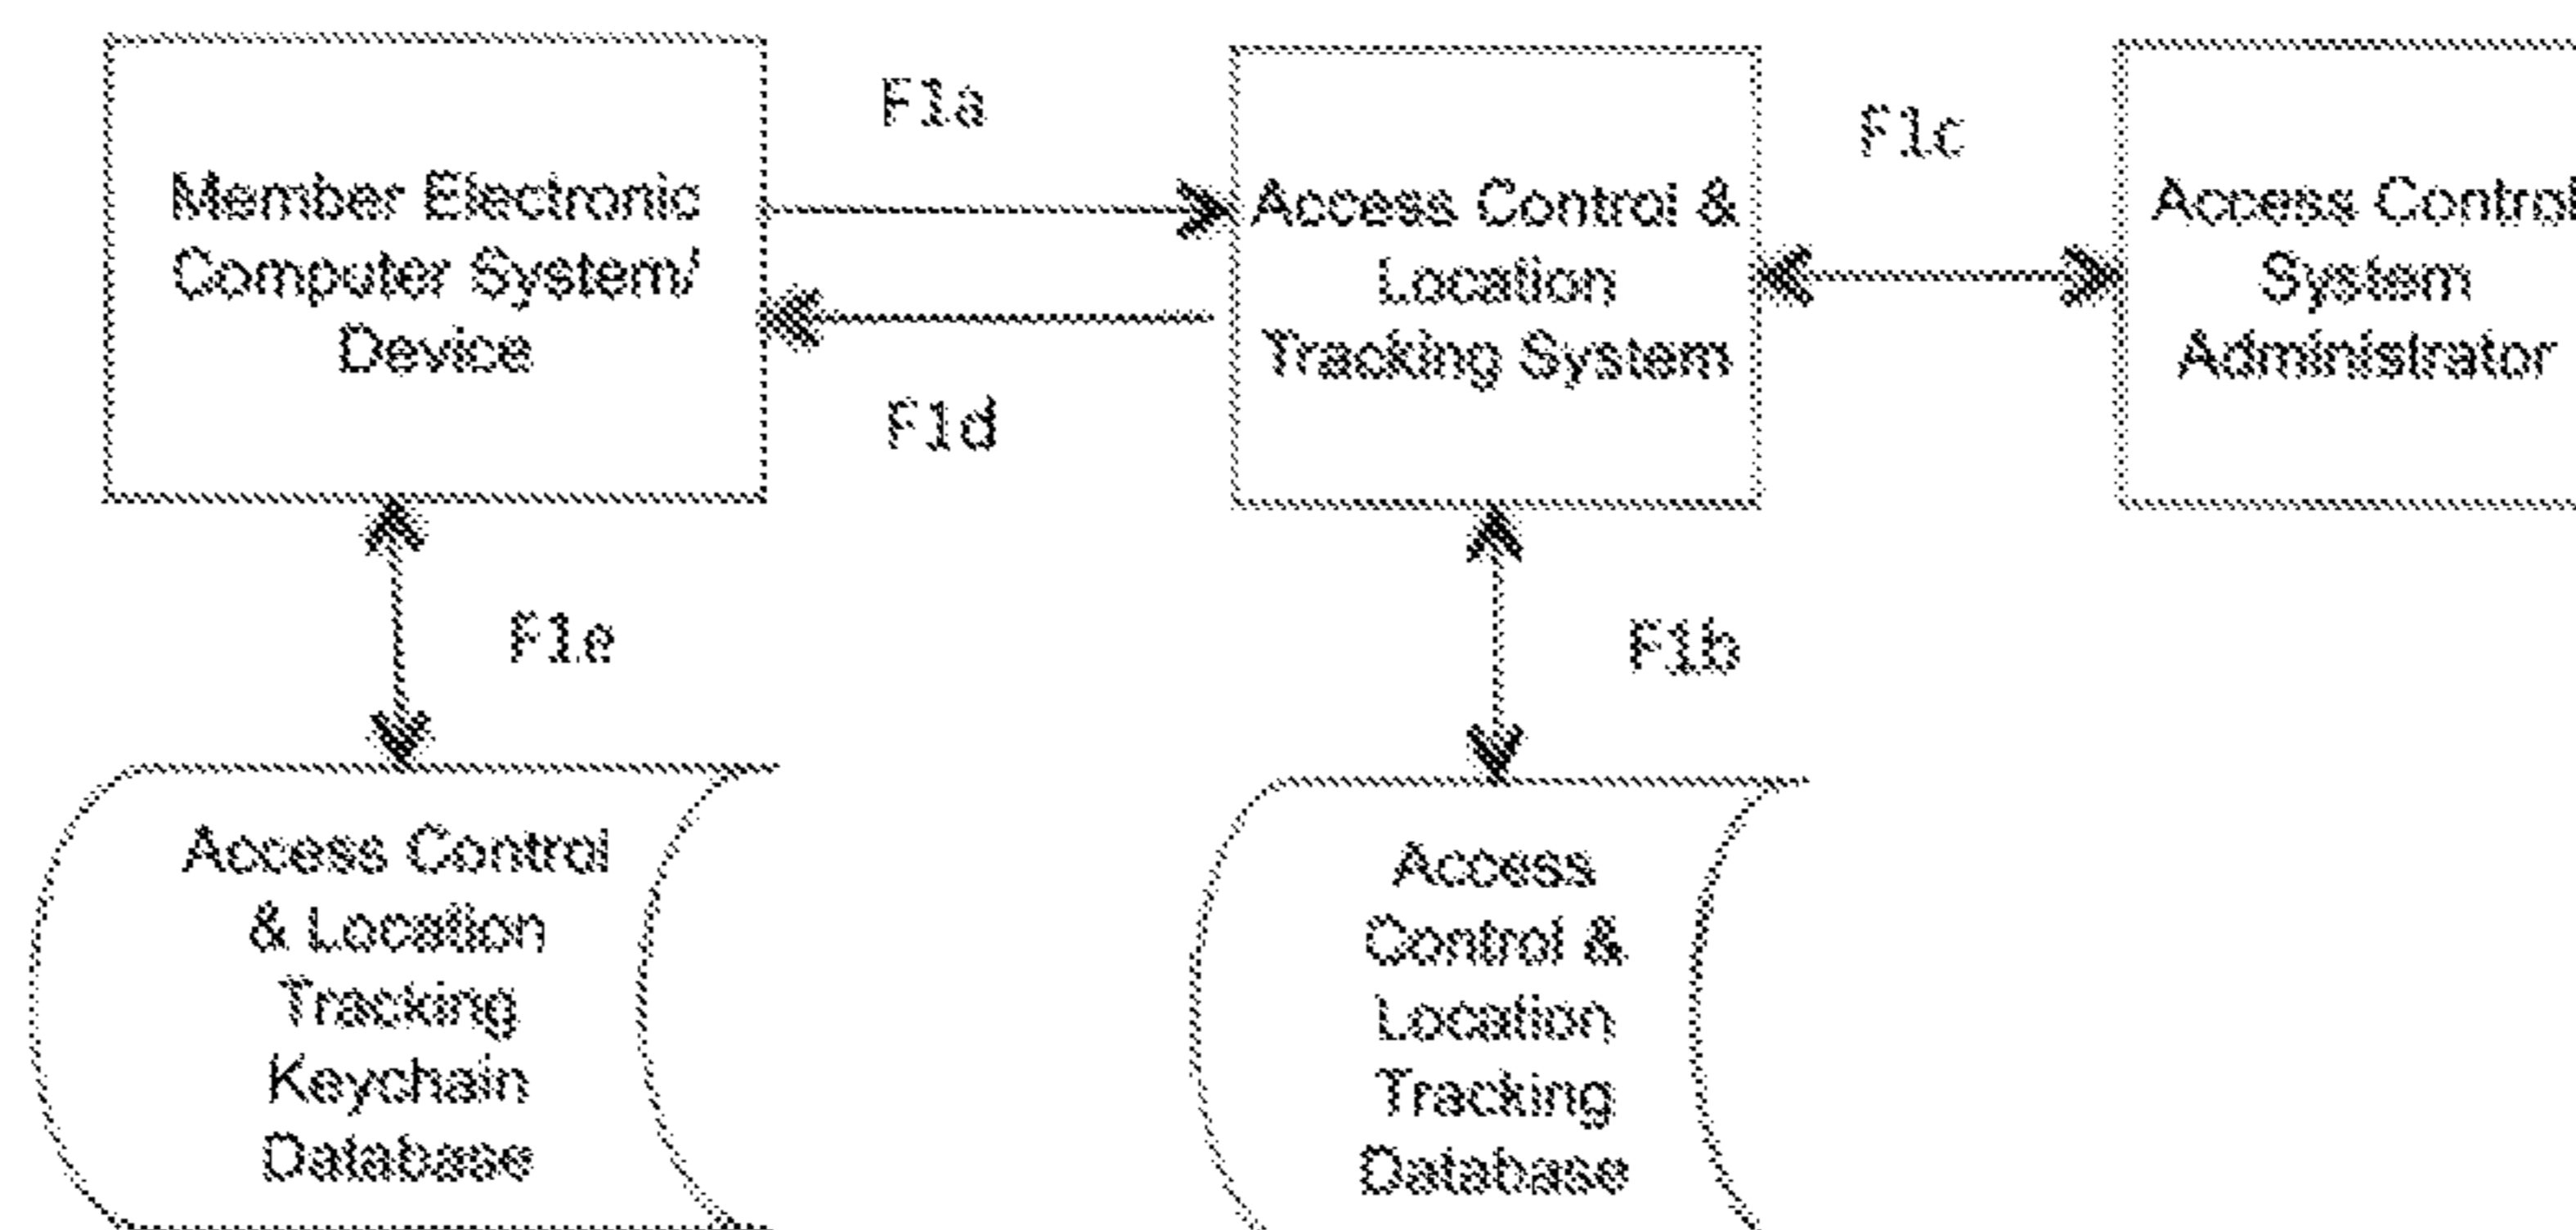 Member Electronic
Computer System/
Device
F1a
F1d
Access Control &
Location
Tracking System
F1c
Access Control
System
Administrator
F1e
F1b
Access Control
& Location
Tracking
Keychain
Database
Access
Control &
Location
Tracking
Database